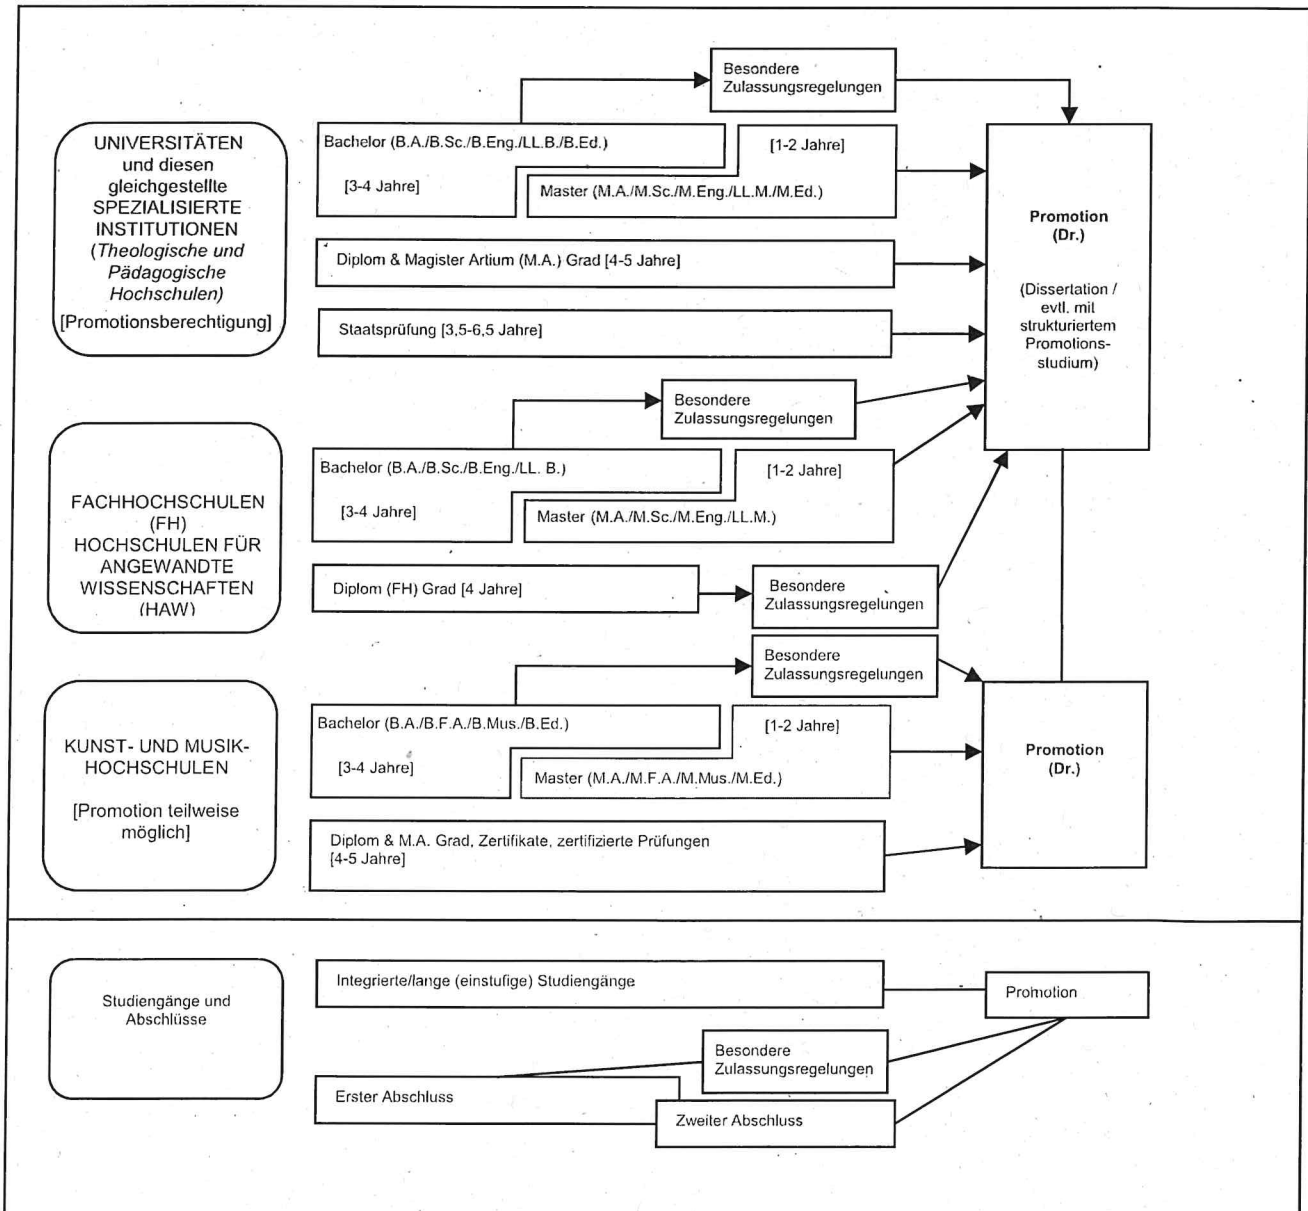 Besondere
Zulassungsregelungen
UNIVERSITÄTEN
und diesen
gleichgestellte
SPEZIALISIERTE
INSTITUTIONEN
(Theologische und
Pädagogische
Hochschulen)
[Promotionsberechtigung]
Bachelor (B.A./B.Sc./B.Eng./LL.B./B.Ed.)
[3-4 Jahre]
[1-2 Jahre]
Master (M.A./M.Sc./M.Eng./LL.M./M.Ed.)
Diplom & Magister Artium (M.A.) Grad [4-5 Jahre]
Staatsprüfung [3,5-6,5 Jahre]
Promotion
(Dr.)
(Dissertation /
evtl. mit
strukturiertem
Promotions-
studium)
Besondere
Zulassungsregelungen
FACHHOCHSCHULEN
(FH)
HOCHSCHULEN FÜR
ANGEWANDTE
WISSENSCHAFTEN
(HAW)
Bachelor (B.A./B.Sc./B.Eng./LL. B.)
[3-4 Jahre]
[1-2 Jahre]
Master (M.A./M.Sc./M.Eng./LL.M.)
Diplom (FH) Grad [4 Jahre]
Besondere
Zulassungsregelungen
Besondere
Zulassungsregelungen
KUNST- UND MUSIK-
HOCHSCHULEN
[Promotion teilweise
möglich]
Bachelor (B.A./B.F.A./B.Mus./B.Ed.)
[3-4 Jahre]
[1-2 Jahre]
Master (M.A./M.F.A./M.Mus./M.Ed.)
Diplom & M.A. Grad, Zertifikate, zertifizierte Prüfungen
[4-5 Jahre]
Promotion
(Dr.)
Studiengänge und
Abschlüsse
Integrierte/lange (einstufige) Studiengänge
Promotion
Besondere
Zulassungsregelungen
Erster Abschluss
Zweiter Abschluss